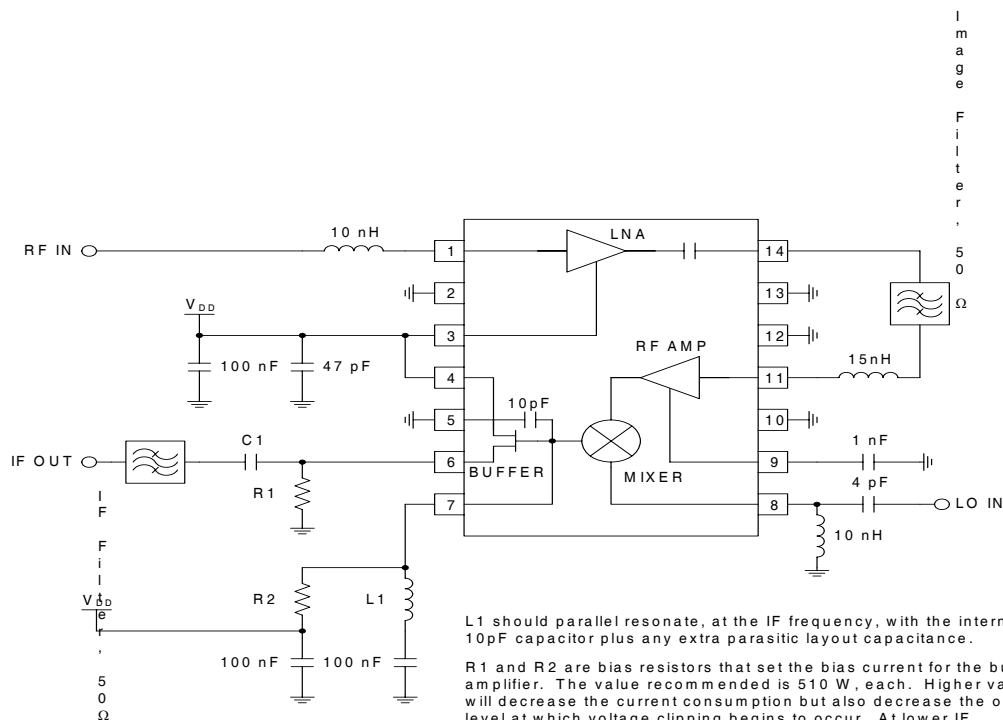 Image Filter, 50 Ω
10 nH
LNA
RF IN
1
14
2
13
VDD
3
12
RF AMP
100 nF
47 pF
15nH
4
11
10pF
5
10
C1
1 nF
IF OUT
6
9
BUFFER
MIXER
4 pF
R1
7
8
LO IN
10 nH
IF Filter, 50Ω
VDD
R2
L1
100 nF
100 nF
L1 should parallel resonate, at the IF frequency, with the
10pF capacitor plus any extra parasitic layout capacitance.
R1 and R2 are bias resistors that set the bias current for the
amplifier. The value recommended is 510 W, each. Higher
will decrease the current consumption but also decrease the
level at which voltage clipping begins to occur. At lower IF